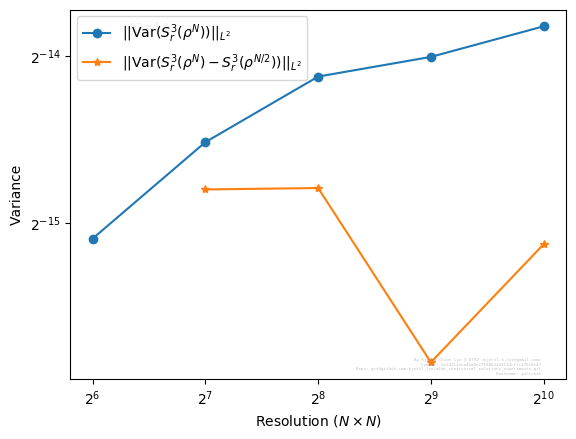 ||Var(S_r^3(ρ^N))||_{L^2}
||Var(S_r^3(ρ^N) − S_r^3(ρ^{N/2}))||_{L^2}
2^{−14}
Variance
2^{−15}
2^6 2^7 2^8 2^9 2^{10}
Resolution (N × N)